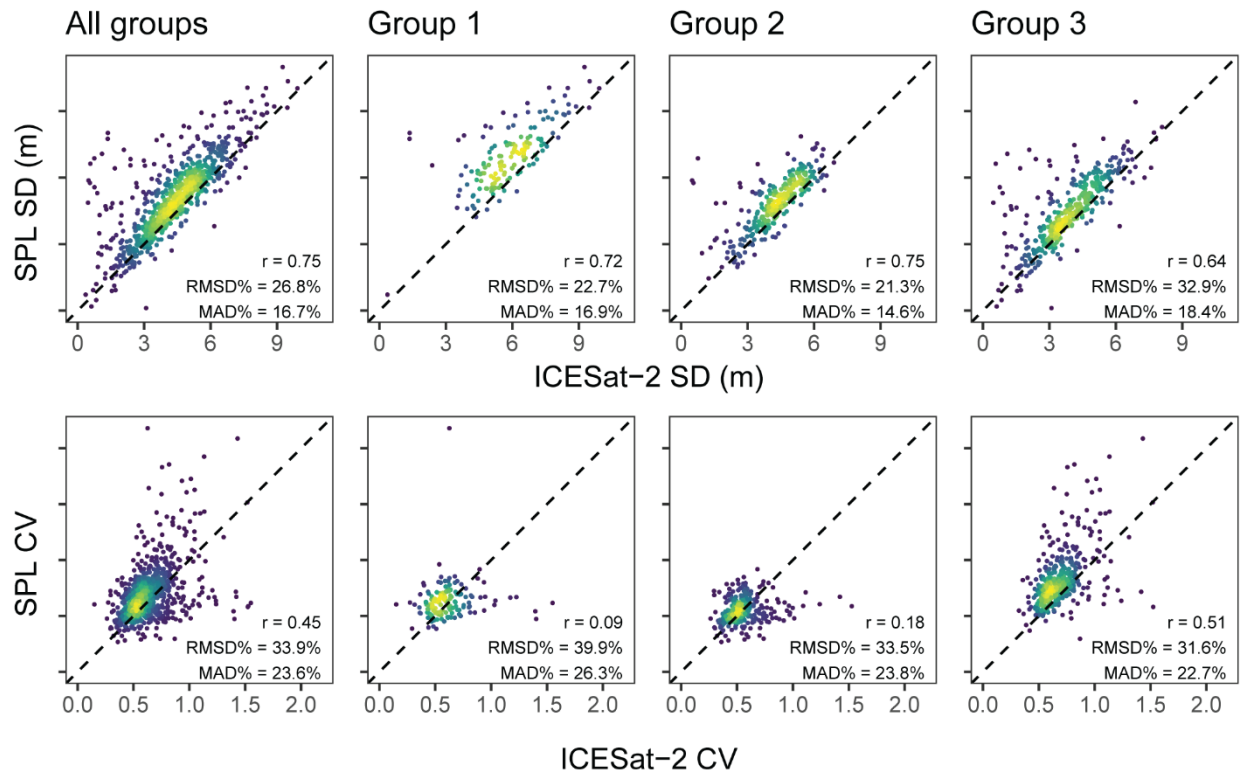 All groups Group 1 Group 2 Group 3
SPL SD (m)
r = 0.75 r = 0.72 r = 0.75 r = 0.64
RMSD% = 26.8% RMSD% = 22.7% RMSD% = 21.3% RMSD% = 32.9%
MAD% = 16.7% MAD% = 16.9% MAD% = 14.6% MAD% = 18.4%
0 3 6 9 0 3 6 9 0 3 6 9 0 3 6 9
ICESat−2 SD (m)
SPL CV
r = 0.45 r = 0.09 r = 0.18 r = 0.51
RMSD% = 33.9% RMSD% = 39.9% RMSD% = 33.5% RMSD% = 31.6%
MAD% = 23.6% MAD% = 26.3% MAD% = 23.8% MAD% = 22.7%
0.0 0.5 1.0 1.5 2.0 0.0 0.5 1.0 1.5 2.0 0.0 0.5 1.0 1.5 2.0 0.0 0.5 1.0 1.5 2.0
ICESat−2 CV